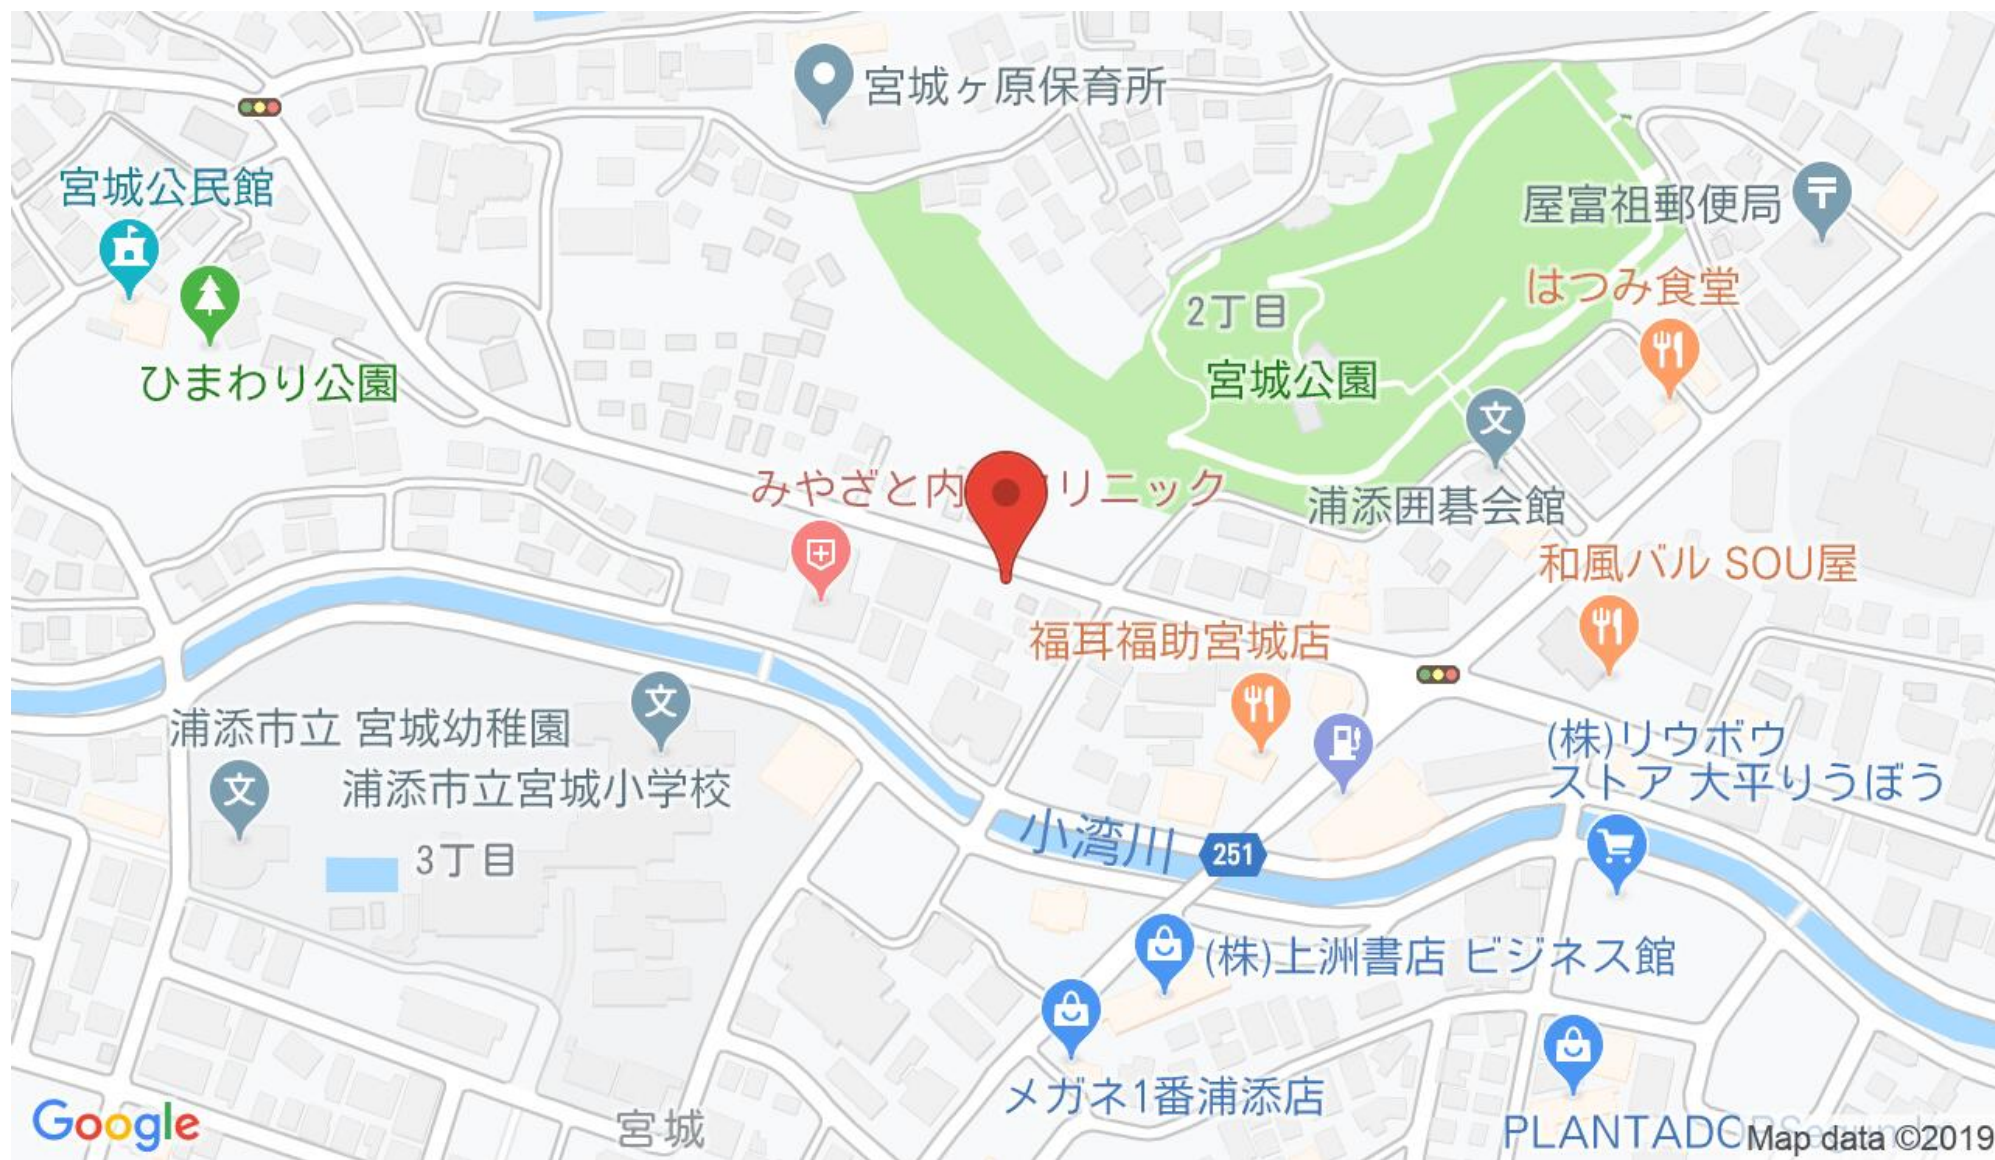 宮城ヶ原保育所
宮城公民館
屋富祖郵便局
はつみ食堂
2丁目
ひまわり公園
宮城公園
みやざと内
リニック
浦添囲碁会館
和風バル SOU屋
福耳福助宮城店
浦添市立 宮城幼稚園
浦添市立宮城小学校
(株)リウボウ
ストア 大平りうぼう
小湾川
251
3丁目
(株)上洲書店 ビジネス館
メガネ1番浦添店
宮城
Google
Map data ©2019